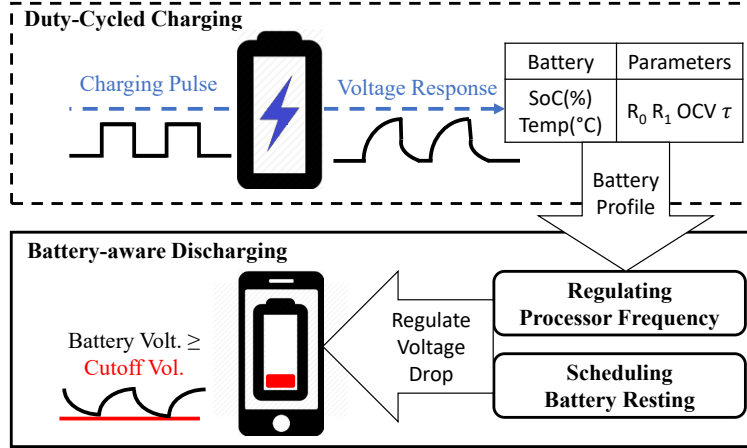 Duty-Cycled Charging
Charging Pulse
Voltage Response
Battery Parameters
SoC(%)
Temp(°C)
R₀ R₁ OCV τ
Battery
Profile
Battery-aware Discharging
Battery Volt. ≥
Cutoff Vol.
Regulate
Voltage
Drop
Regulating
Processor Frequency
Scheduling
Battery Resting